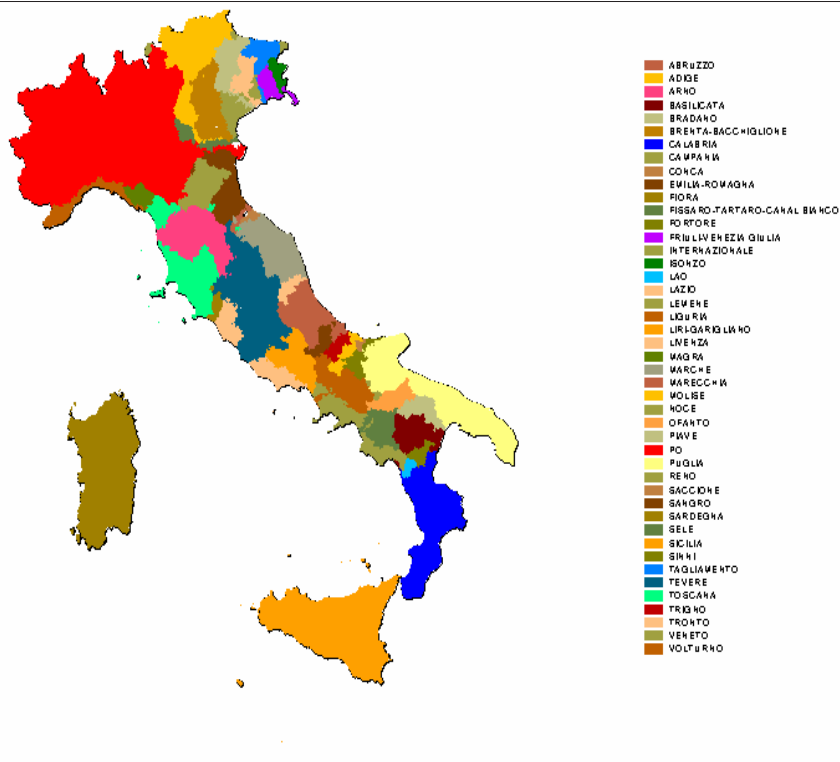 ABRUZZO
ADIGE
ARNO
BASILICATA
BRADANO
BRENTA-BACCHIGLIONE
CALABRIA
CAMPANIA
CONCA
EMILIA-ROMAGNA
FIORA
FISSARO-TARTARO-CANAL BIANCO
FORTORE
FRIULI-VENEZIA GIULIA
INTERNAZIONALE
ISONZO
LAO
LAZIO
LEMENE
LIGURIA
LIRI-GARIGLIANO
LIVENZA
MAGRA
MARCHE
MARECCHIA
MOLISE
NOCE
OFANTO
PIAVE
PO
PUGLIA
RENO
SACCIONE
SANGRO
SARDEGNA
SELE
SICILIA
SINNI
TAGLIAMENTO
TEVERE
TOSCANA
TRIGNO
TRONTO
VENETO
VOLTURNO